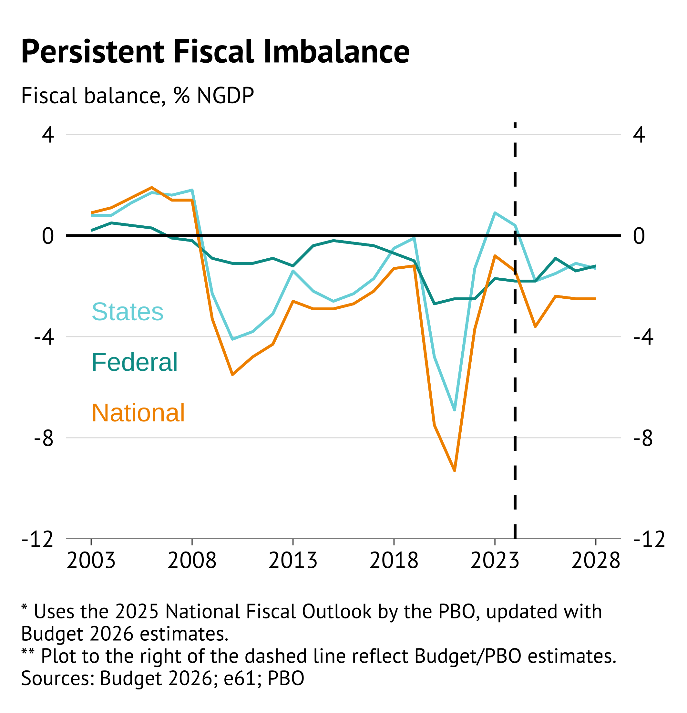 Persistent Fiscal Imbalance
Fiscal balance, % NGDP
4 4
0 0
States
-4 -4
Federal
National
-8 -8
-12 -12
2003 2008 2013 2018 2023 2028
* Uses the 2025 National Fiscal Outlook by the PBO, updated with
Budget 2026 estimates.
** Plot to the right of the dashed line reflect Budget/PBO estimates.
Sources: Budget 2026; e61; PBO